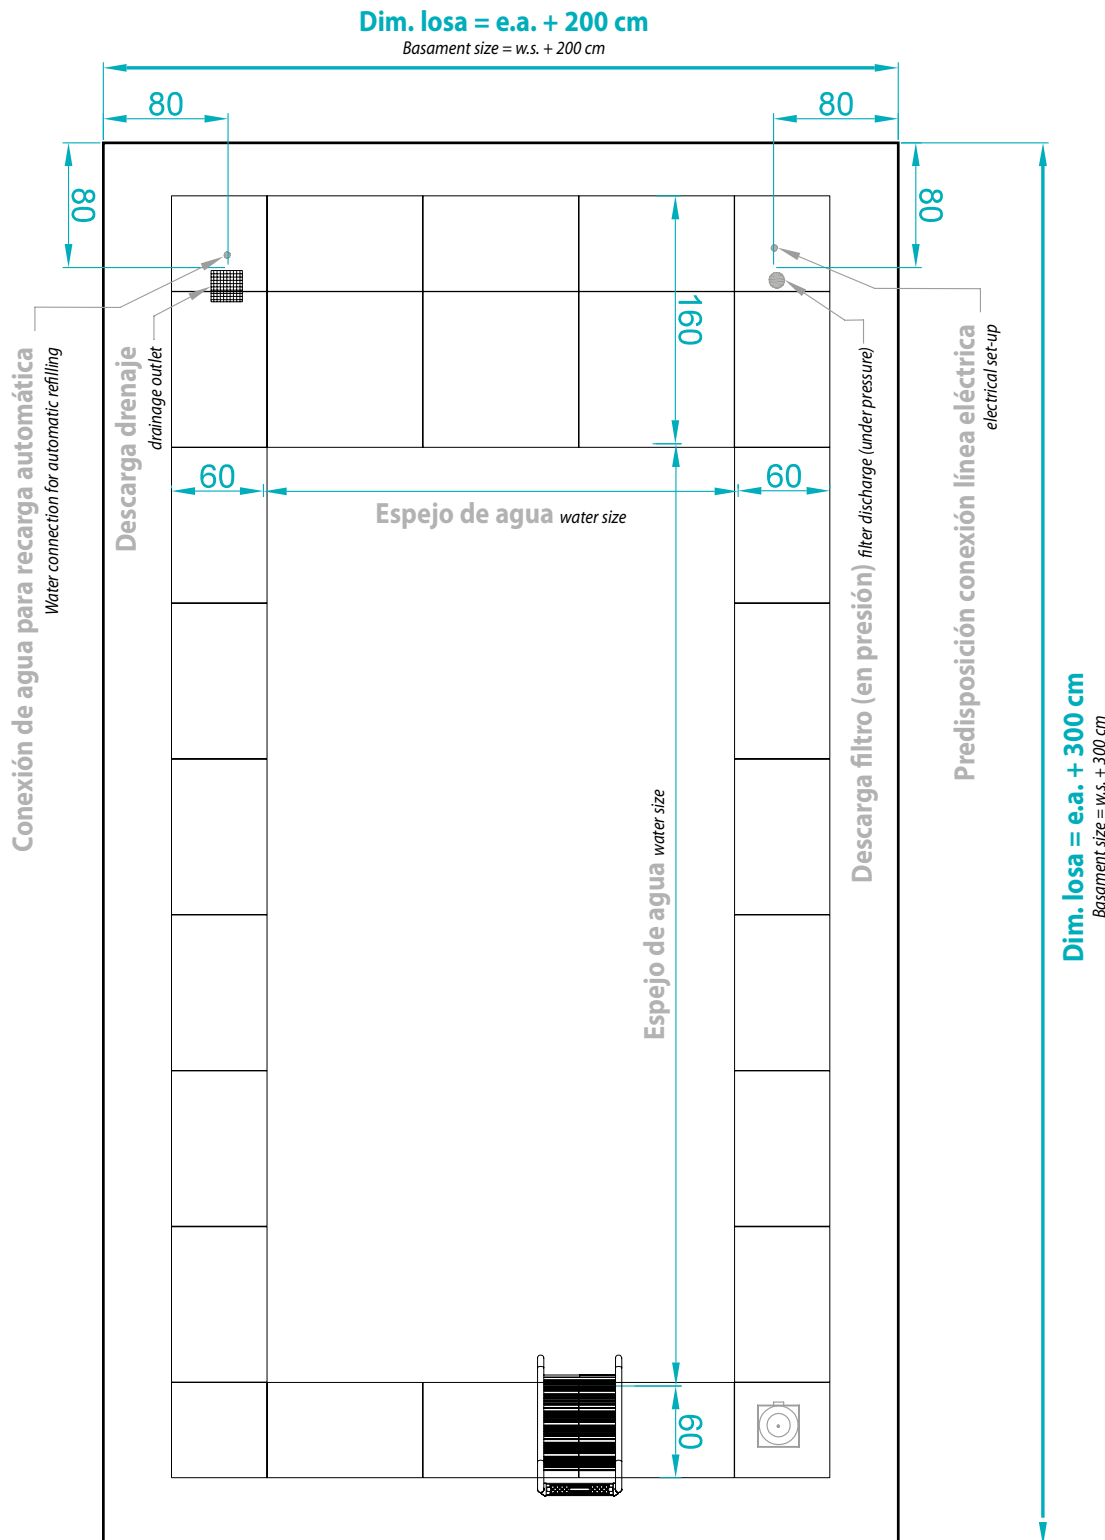 Dim. losa = e.a. + 200 cm
Basament size = w.s. + 200 cm
80
80
80
80
160
Conexión de agua para recarga automática
Water connection for automatic refilling
Descarga drenaje
drainage outlet
Descarga filtro (en presión) filter discharge (under pressure)
Predisposición conexión línea eléctrica
electrical set-up
60
60
Espejo de agua water size
Espejo de agua water size
Dim. losa = e.a. + 300 cm
Basament size = w.s. + 300 cm
60